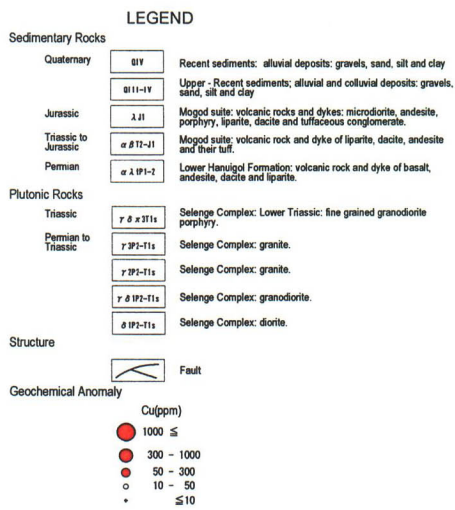 LEGEND
Sedimentary Rocks
Quaternary QIV Recent sediments: alluvial deposits: gravels, sand, silt and clay
QIII-IV Upper - Recent sediments; alluvial and colluvial deposits: gravels,
sand, silt and clay
Jurassic λJ1 Mogod suite: volcanic rocks and dykes: microdiorite, andesite,
porphyry, liparite, dacite and tuffaceous conglomerate.
Triassic to
Jurassic α β T2-J1 Mogod suite: volcanic rock and dyke of liparite, dacite, andesite
and their tuff.
Permian α λ tP1-2 Lower Hanuigol Formation: volcanic rock and dyke of basalt,
andesite, dacite and liparite.
Plutonic Rocks
Triassic γ δ π3T1s Selenge Complex: Lower Triassic: fine grained granodiorite
porphyry.
Permian to
Triassic γ3P2-T1s Selenge Complex: granite.
γ2P2-T1s Selenge Complex: granite.
γ δ1P2-T1s Selenge Complex: granodiorite.
δ1P2-T1s Selenge Complex: diorite.
Structure
Fault
Geochemical Anomaly
Cu(ppm)
1000 ≦
300 - 1000
50 - 300
10 - 50
≦10